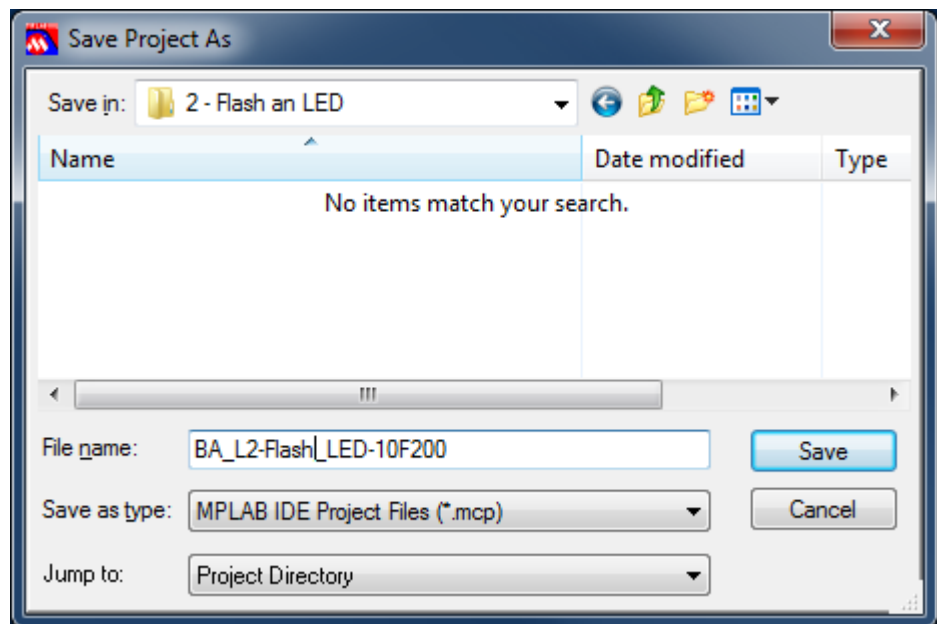 Save Project As
Save in: 2 - Flash an LED
Name Date modified Type
No items match your search.
File name: BA_L2-Flash_LED-10F200 Save
Save as type: MPLAB IDE Project Files (*.mcp) Cancel
Jump to: Project Directory